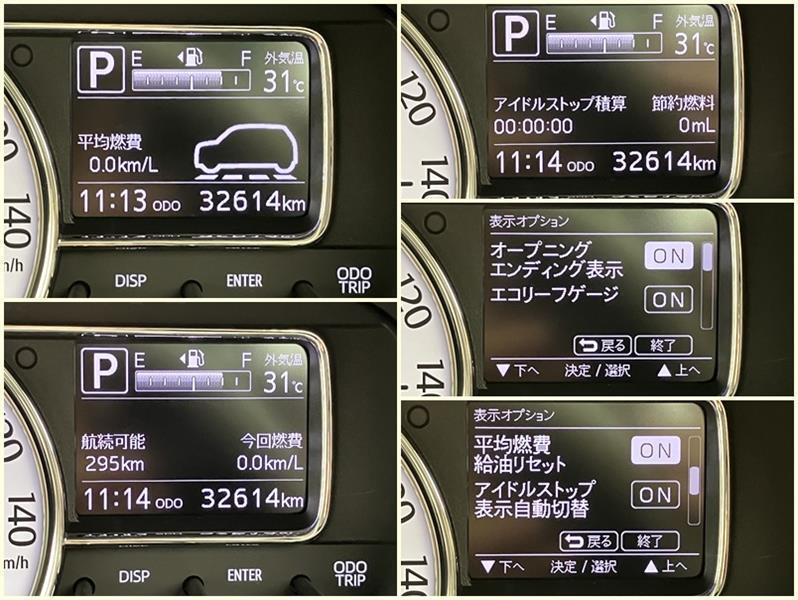 P
E F
外気温
31℃
平均燃費
0.0km/L
11:13 ODO 32614km
140
m/h
DISP ENTER ODO
TRIP
P
E F
外気温
31℃
航続可能 今回燃費
295km 0.0km/L
11:14 ODO 32614km
140
m/h
DISP ENTER ODO
TRIP
P
E F
外気温
31℃
アイドルストップ積算 節約燃料
00:00:00 0mL
11:14 ODO 32614km
120
140
表示オプション
オープニング
エンディング表示 ON
エコリーフゲージ ON
戻る 終了
▼下へ 決定/選択 ▲上へ
120
140
表示オプション
平均燃費
給油リセット ON
アイドルストップ
表示自動切替 ON
戻る 終了
▼下へ 決定/選択 ▲上へ
140